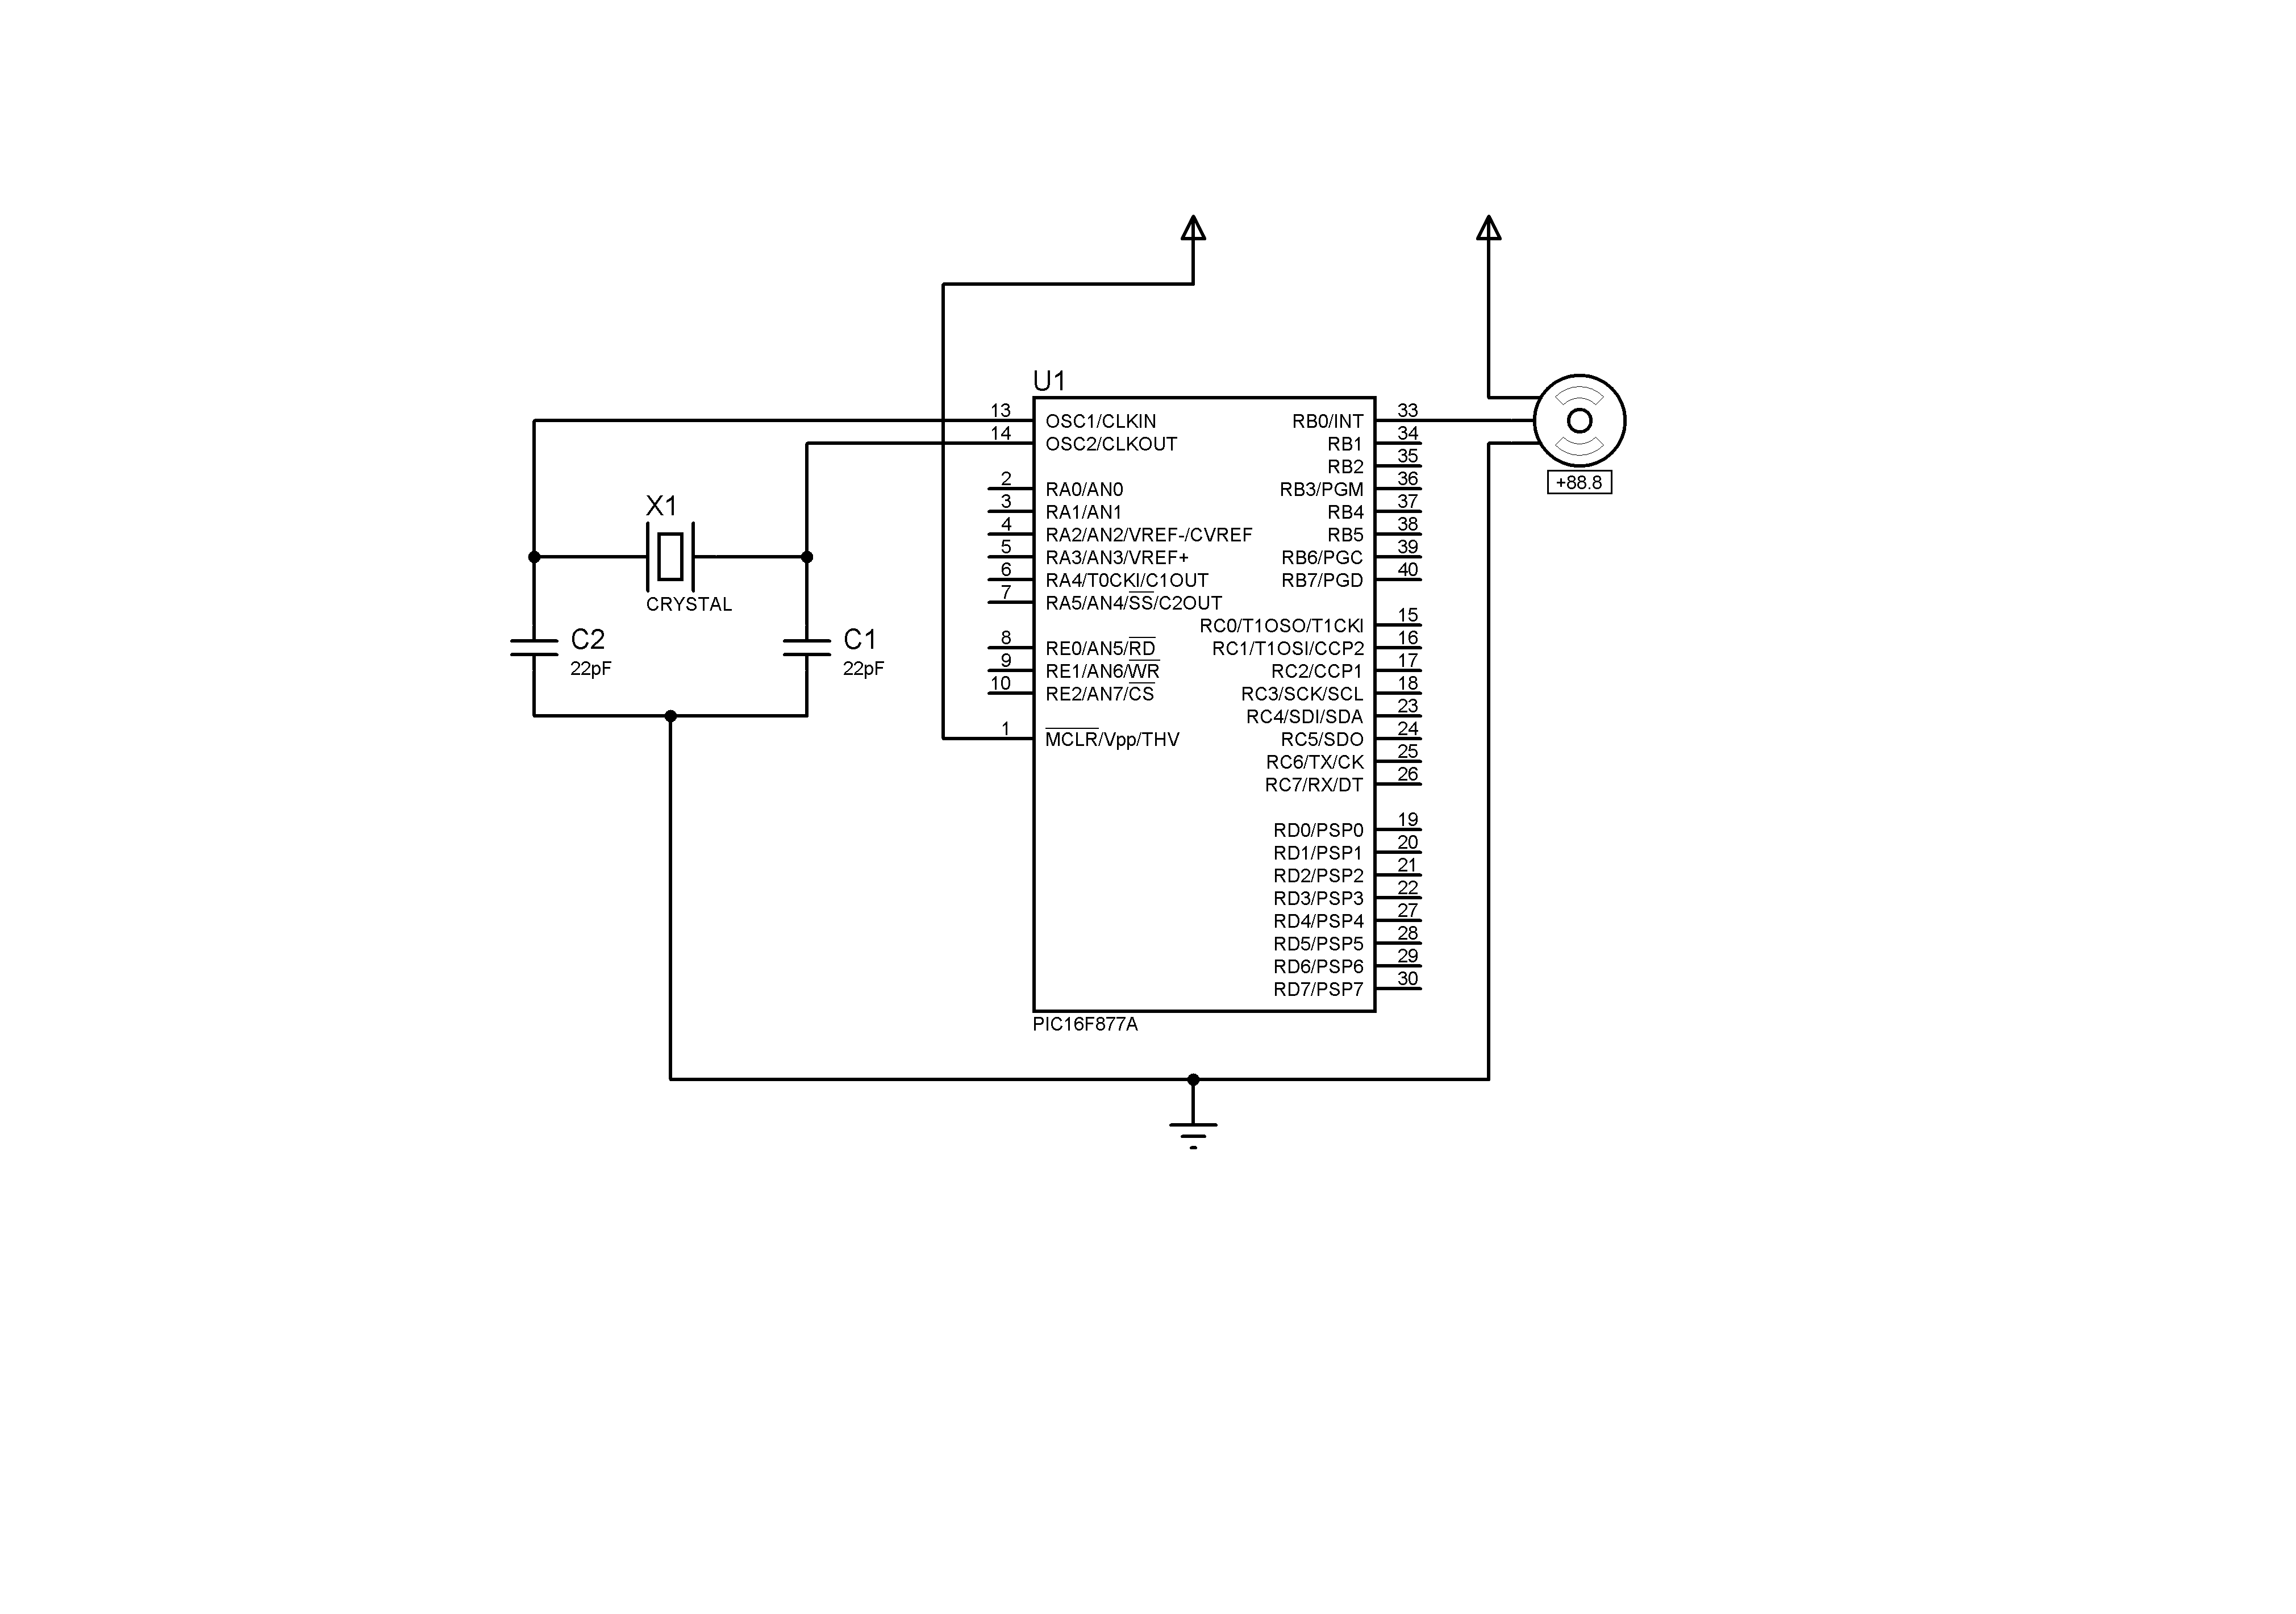 U1
13 OSC1/CLKIN RB0/INT 33
14 OSC2/CLKOUT RB1 34
RB2 35
2 RA0/AN0 RB3/PGM 36
3 RA1/AN1 RB4 37
4 RA2/AN2/VREF-/CVREF RB5 38
5 RA3/AN3/VREF+ RB6/PGC 39
6 RA4/T0CKI/C1OUT RB7/PGD 40
7 RA5/AN4/SS/C2OUT
RC0/T1OSO/T1CKI 15
8 RE0/AN5/RD RC1/T1OSI/CCP2 16
9 RE1/AN6/WR RC2/CCP1 17
10 RE2/AN7/CS RC3/SCK/SCL 18
RC4/SDI/SDA 23
1 MCLR/Vpp/THV RC5/SDO 24
RC6/TX/CK 25
RC7/RX/DT 26
RD0/PSP0 19
RD1/PSP1 20
RD2/PSP2 21
RD3/PSP3 22
RD4/PSP4 27
RD5/PSP5 28
RD6/PSP6 29
RD7/PSP7 30
PIC16F877A
X1
CRYSTAL
C2
22pF
C1
22pF
+88.8